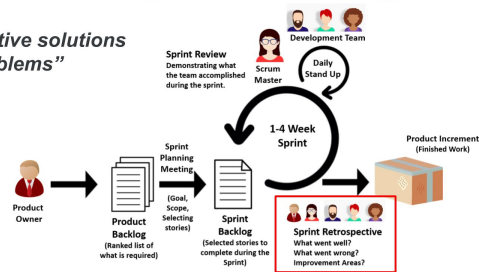 tive solutions
blems”
Sprint Review
Demonstrating what
the team accomplished
during the sprint.
Scrum
Master
Development Team
Daily
Stand Up
1-4 Week
Sprint
Product Increment
(Finished Work)
Product
Owner
Product
Backlog
(Ranked list of
what is required)
Sprint
Planning
Meeting
(Goal,
Scope,
Selecting
stories)
Sprint
Backlog
(Selected stories to
complete during the
Sprint)
Sprint Retrospective
What went well?
What went wrong?
Improvement Areas?